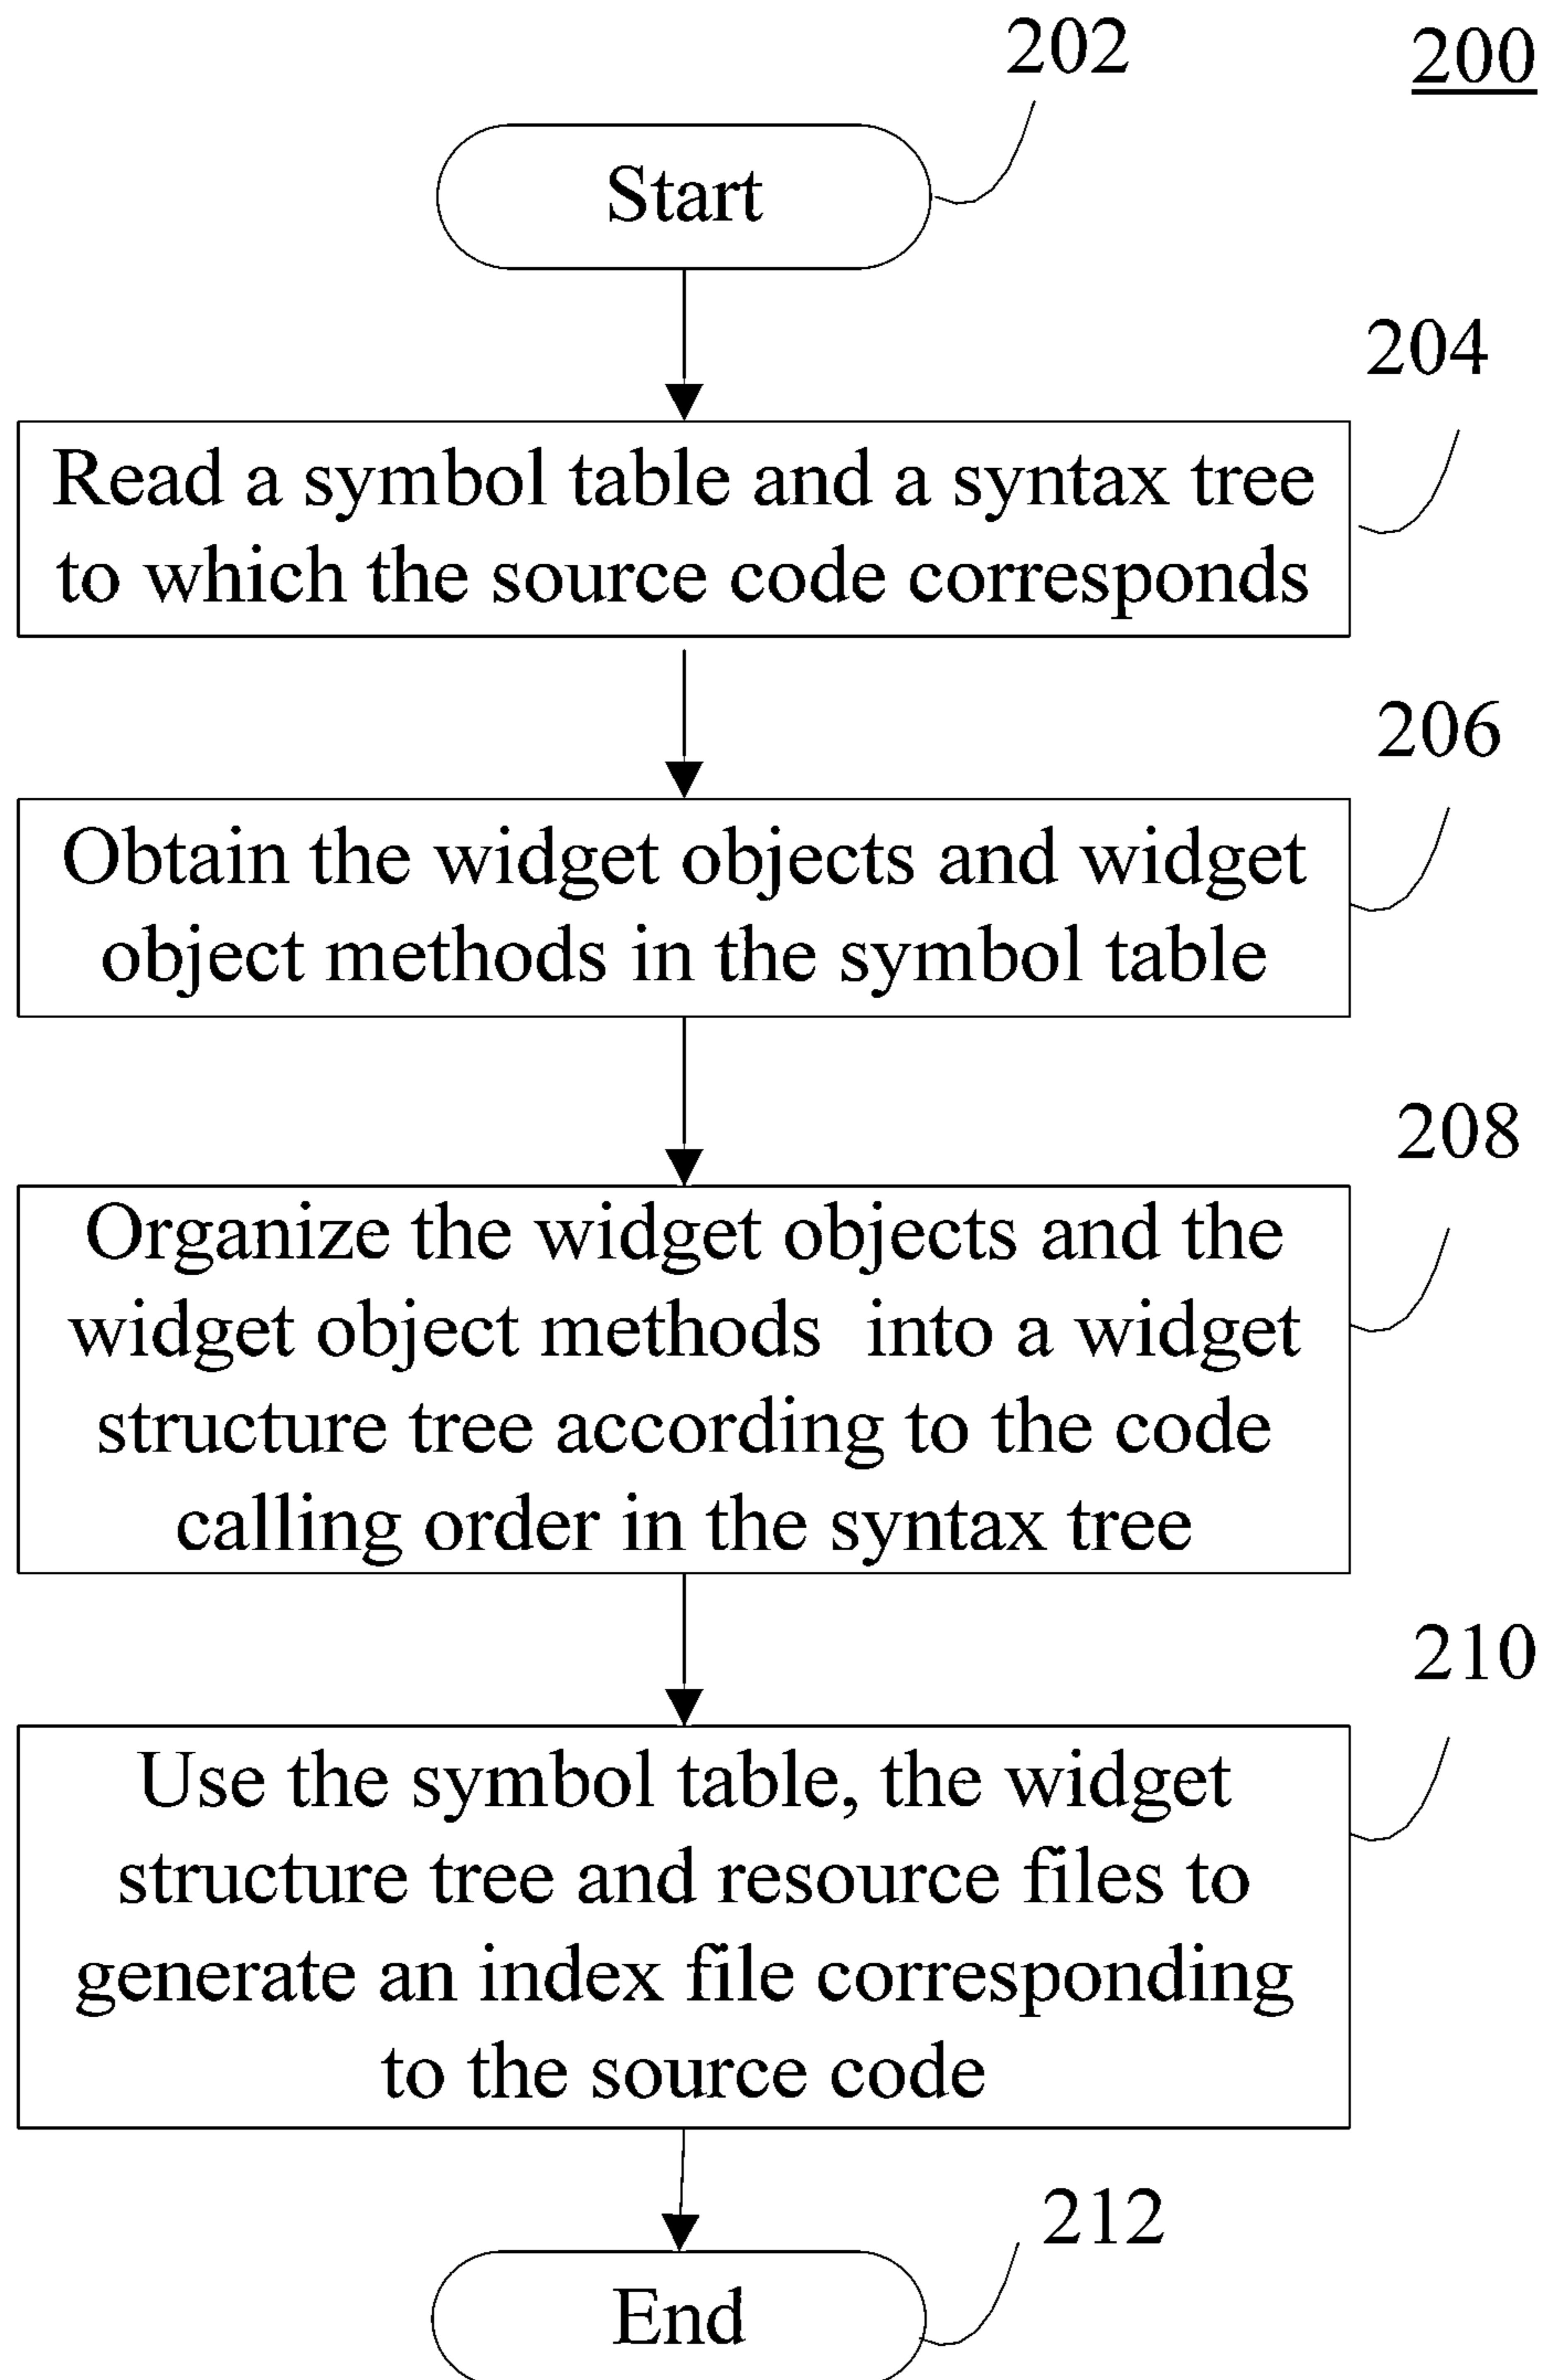 202
200
Start
204
Read a symbol table and a syntax tree
to which the source code corresponds
206
Obtain the widget objects and widget
object methods in the symbol table
208
Organize the widget objects and the
widget object methods into a widget
structure tree according to the code
calling order in the syntax tree
210
Use the symbol table, the widget
structure tree and resource files to
generate an index file corresponding
to the source code
212
End